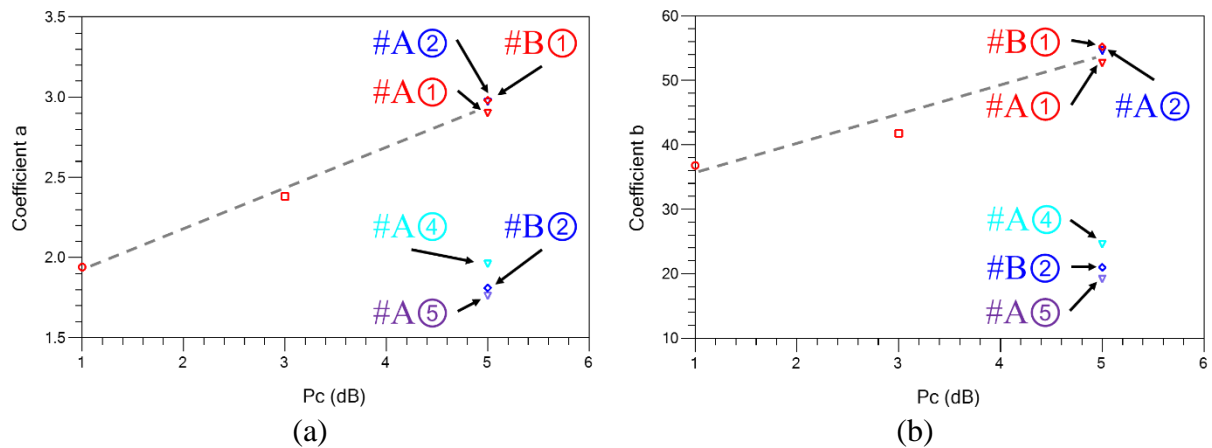 3.5
3.0
2.5
2.0
1.5
Coefficient a
#A②
#B①
#A①
#A④
#B②
#A⑤
1 2 3 4 5 6
Pc (dB)
(a)
60
50
40
30
20
10
Coefficient b
#B①
#A①
#A②
#A④
#B②
#A⑤
1 2 3 4 5 6
Pc (dB)
(b)